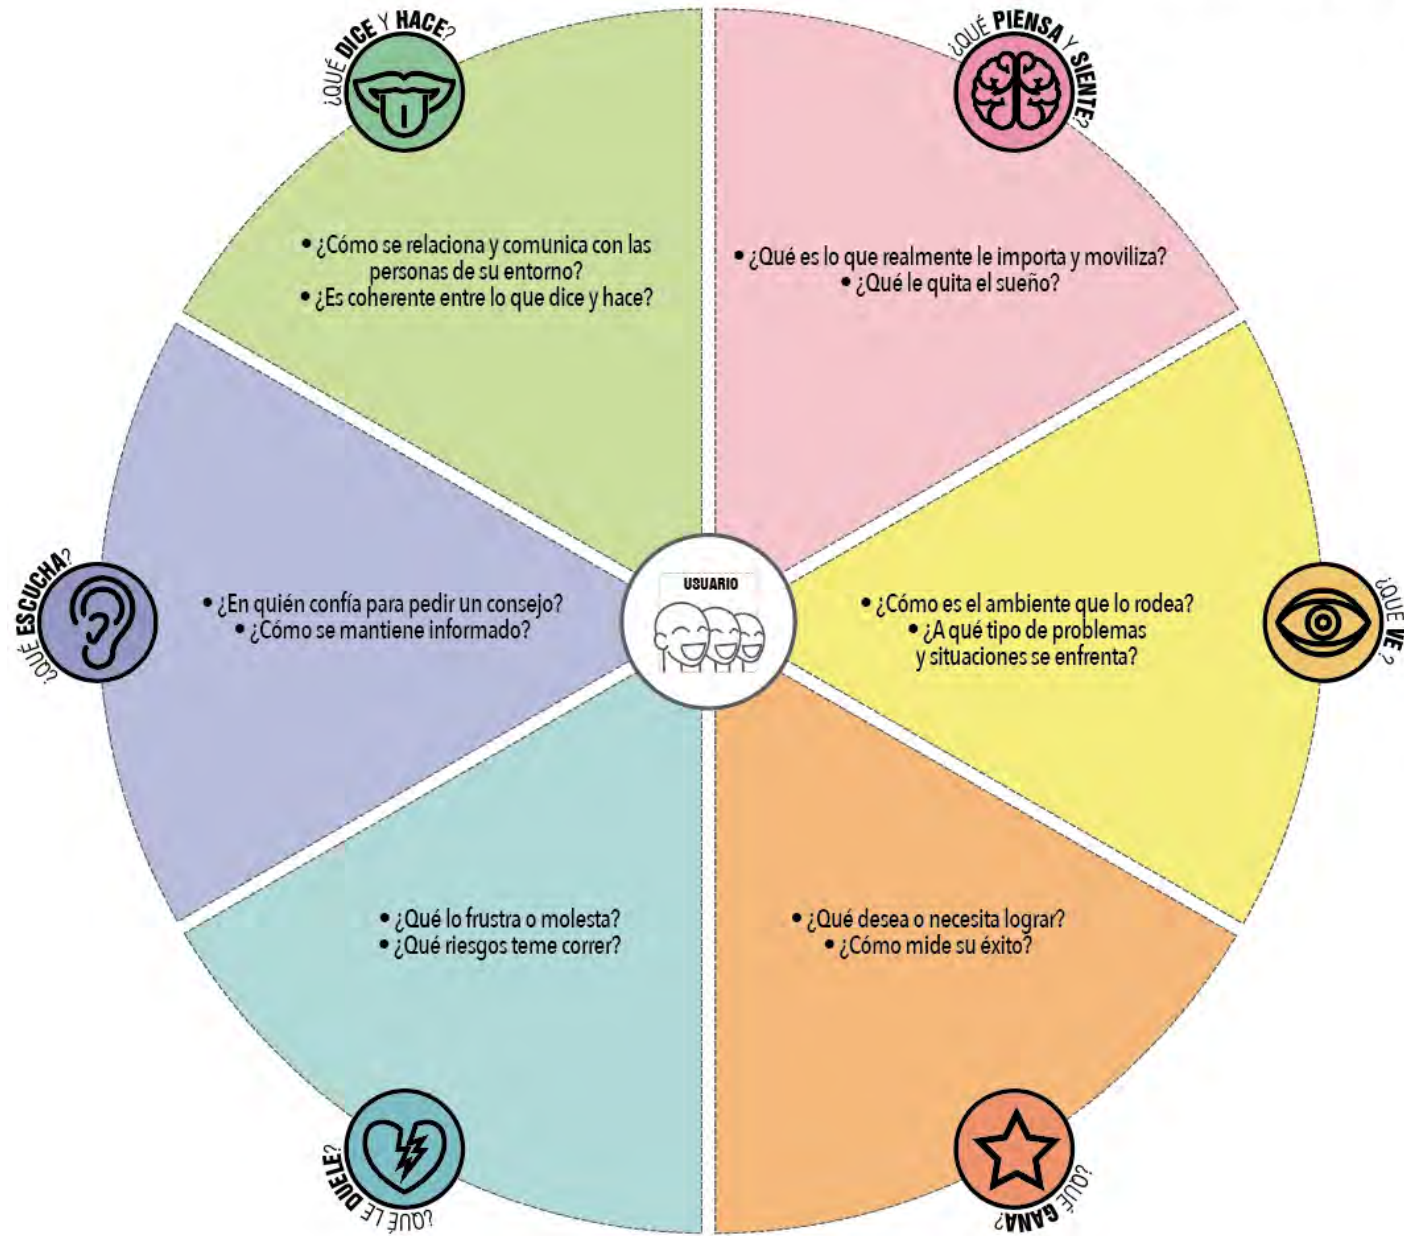 ¿QUÉ DICE Y HACE?
• ¿Cómo se relaciona y comunica con las
personas de su entorno?
• ¿Es coherente entre lo que dice y hace?
¿QUÉ PIENSA Y SIENTE?
• ¿Qué es lo que realmente le importa y moviliza?
• ¿Qué le quita el sueño?
¿QUÉ ESCUCHA?
• ¿En quién confía para pedir un consejo?
• ¿Cómo se mantiene informado?
USUARIO
¿QUÉ VE?
• ¿Cómo es el ambiente que lo rodea?
• ¿A qué tipo de problemas
y situaciones se enfrenta?
¿QUÉ LE DUELE?
• ¿Qué lo frustra o molesta?
• ¿Qué riesgos teme correr?
¿QUÉ GANA?
• ¿Qué desea o necesita lograr?
• ¿Cómo mide su éxito?